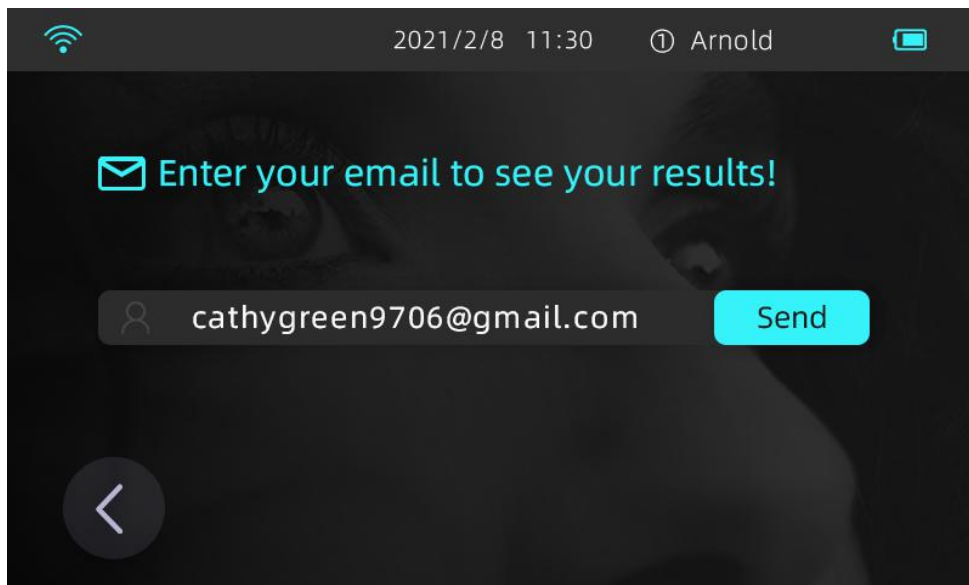 2021/2/8 11:30 ① Arnold
Enter your email to see your results!
cathygreen9706@gmail.com Send